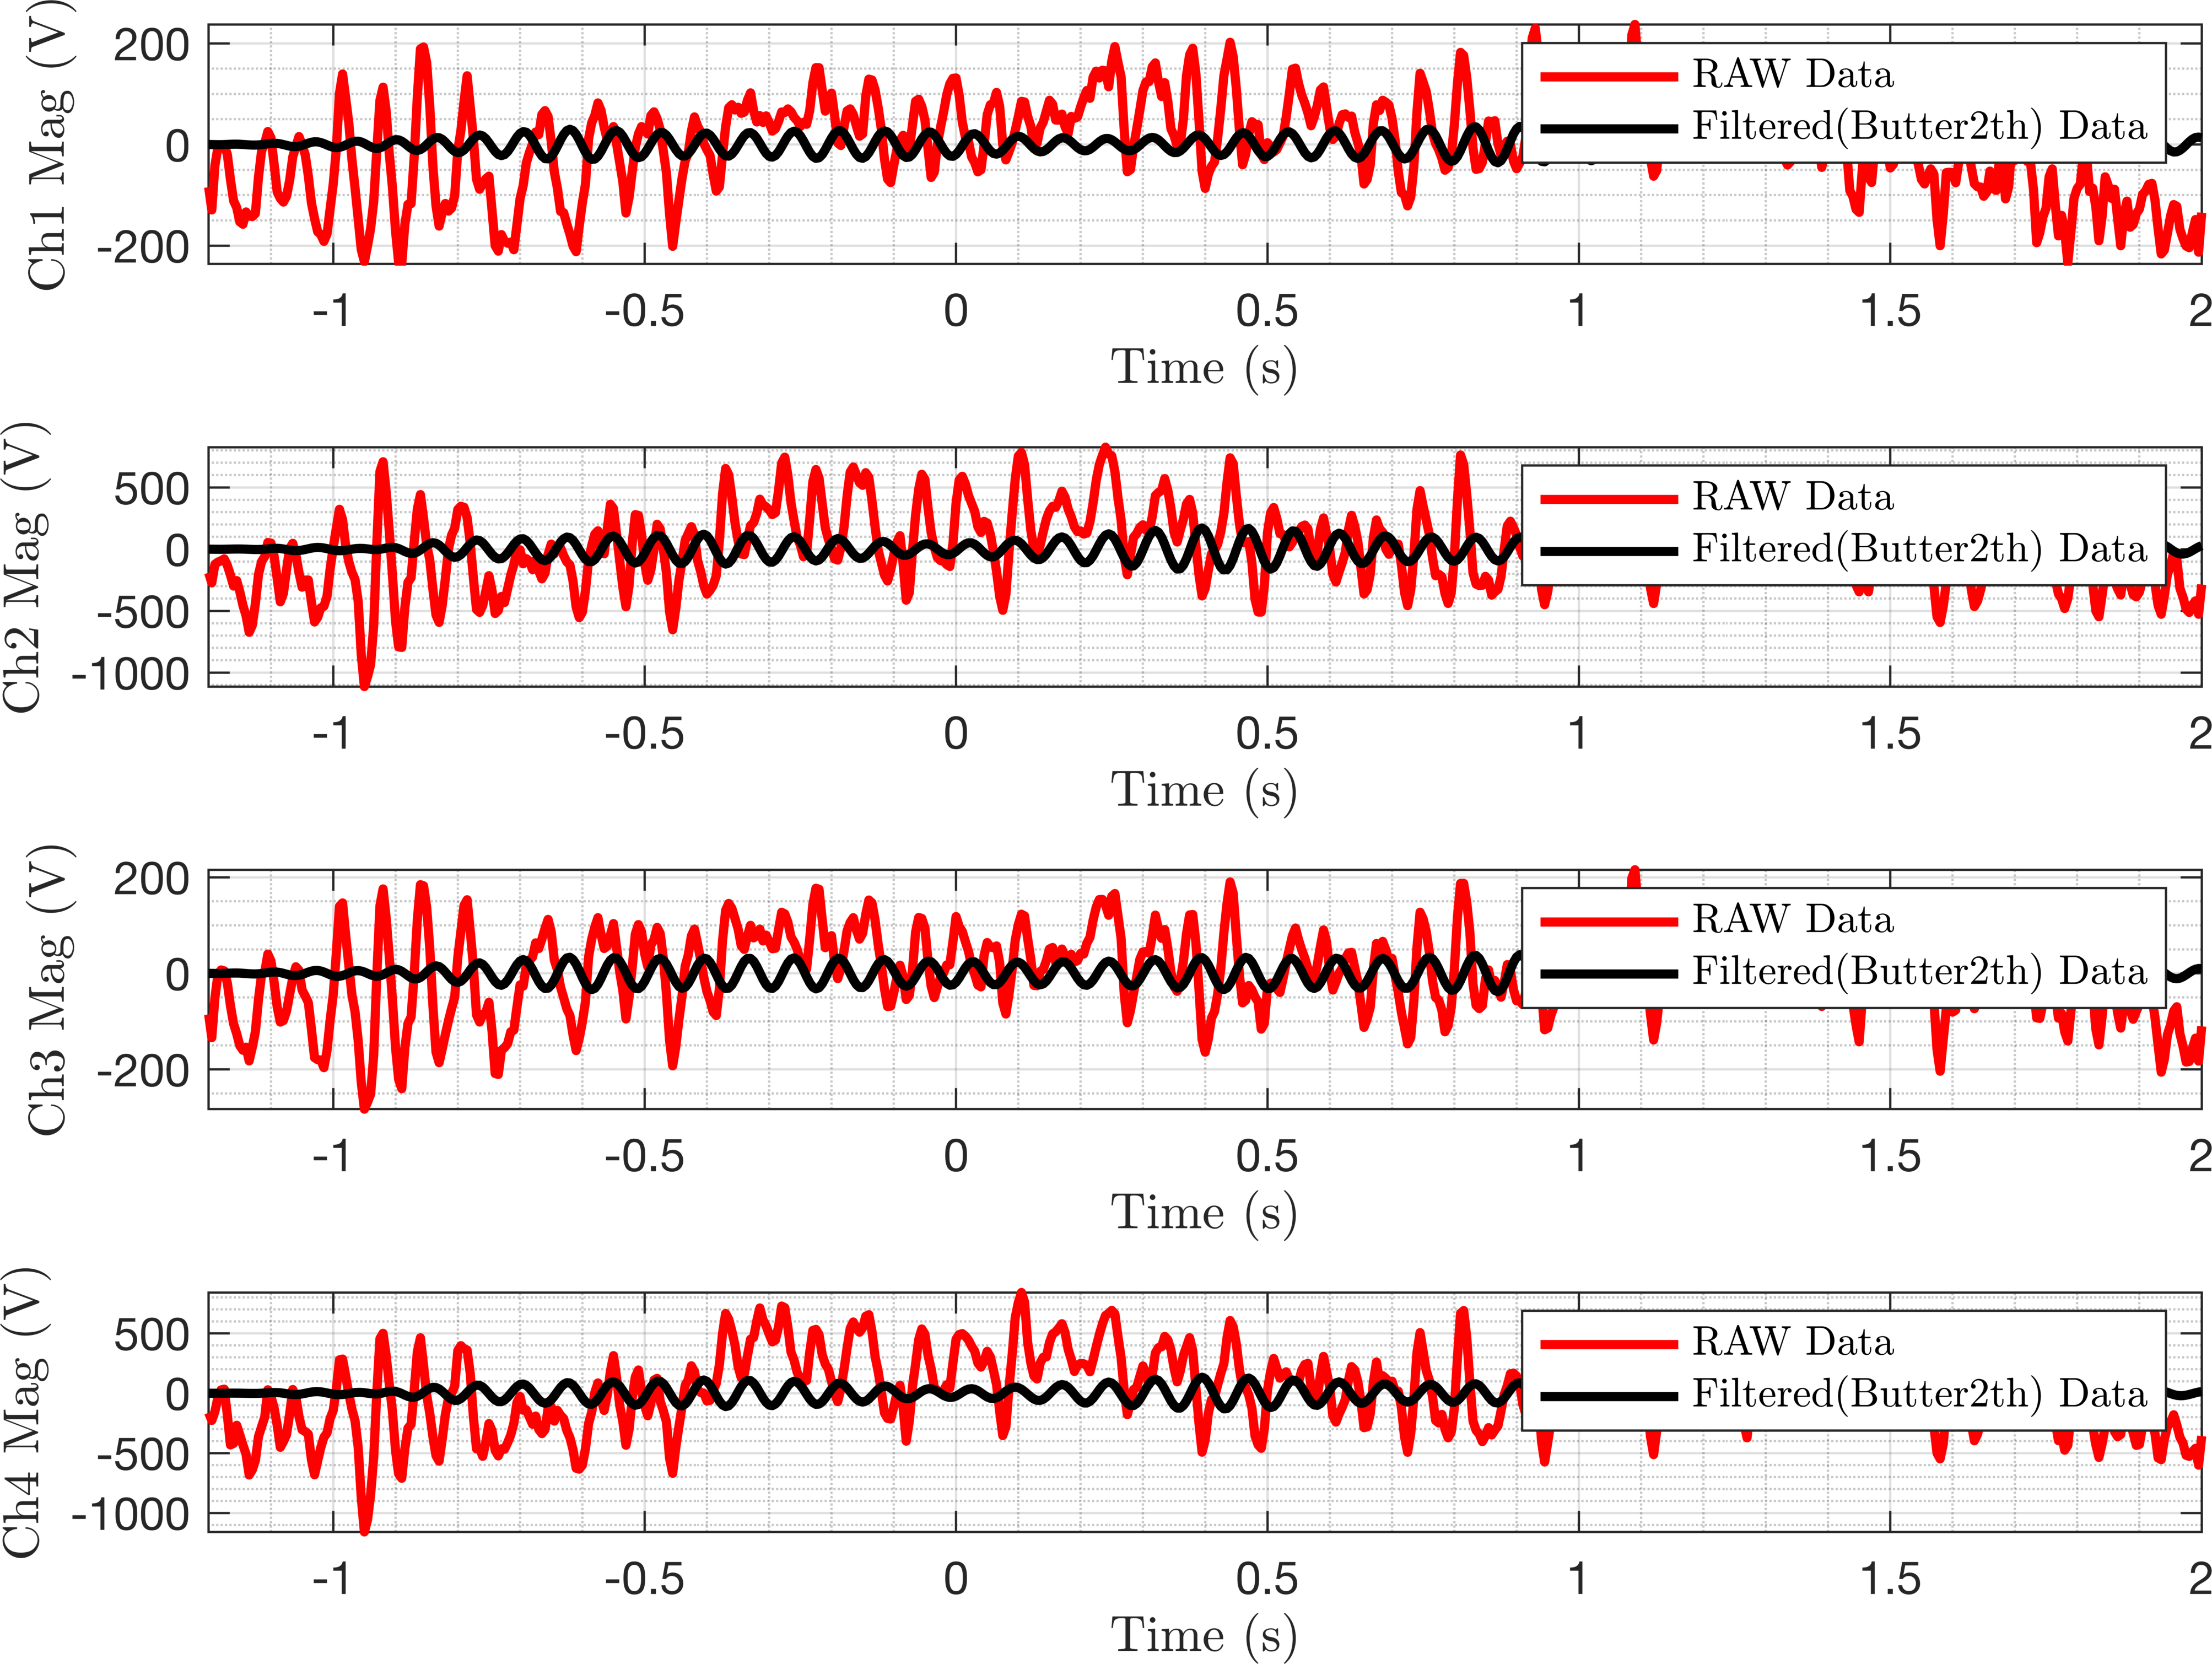 Ch1 Mag (V)
200
0
-200
RAW Data
Filtered(Butter2th) Data
-1 -0.5 0 0.5 1 1.5 2
Time (s)
Ch2 Mag (V)
500
0
-500
-1000
RAW Data
Filtered(Butter2th) Data
-1 -0.5 0 0.5 1 1.5 2
Time (s)
Ch3 Mag (V)
200
0
-200
RAW Data
Filtered(Butter2th) Data
-1 -0.5 0 0.5 1 1.5 2
Time (s)
Ch4 Mag (V)
500
0
-500
-1000
RAW Data
Filtered(Butter2th) Data
-1 -0.5 0 0.5 1 1.5 2
Time (s)